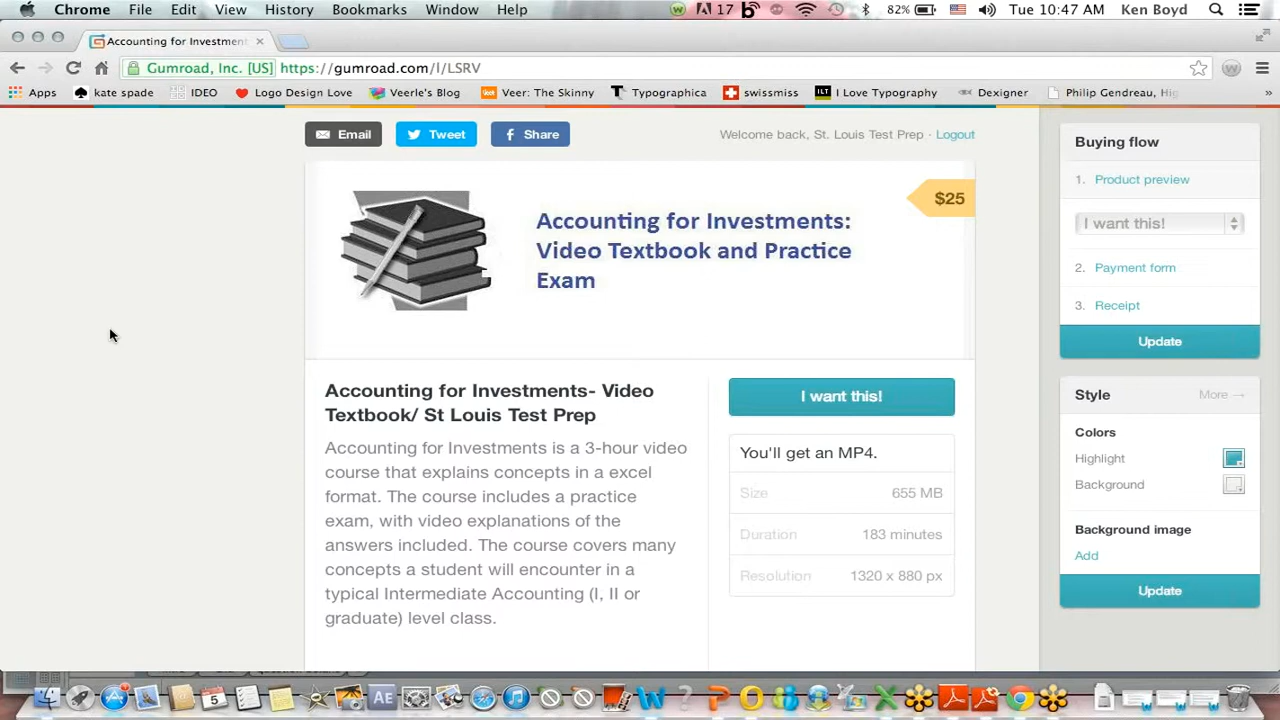 Chrome File Edit View History Bookmarks Window Help 17 82% Tue 10:47 AM Ken Boyd
Accounting for Investment
Gumroad, Inc. [US] https://gumroad.com/l/LSRV
Apps kate spade IDEO Logo Design Love Veerle's Blog Veer: The Skinny Typographica swissmiss ILT I Love Typography Dexigner Philip Gendreau, Hig »
Email Tweet Share Welcome back, St. Louis Test Prep · Logout
$25
Accounting for Investments:
Video Textbook and Practice
Exam
Accounting for Investments- Video
Textbook/ St Louis Test Prep
Accounting for Investments is a 3-hour video
course that explains concepts in a excel
format. The course includes a practice
exam, with video explanations of the
answers included. The course covers many
concepts a student will encounter in a
typical Intermediate Accounting (I, II or
graduate) level class.
I want this!
You'll get an MP4.
Size 655 MB
Duration 183 minutes
Resolution 1320 x 880 px
Buying flow
1. Product preview
I want this!
2. Payment form
3. Receipt
Update
Style More →
Colors
Highlight
Background
Background image
Add
Update
5 AE